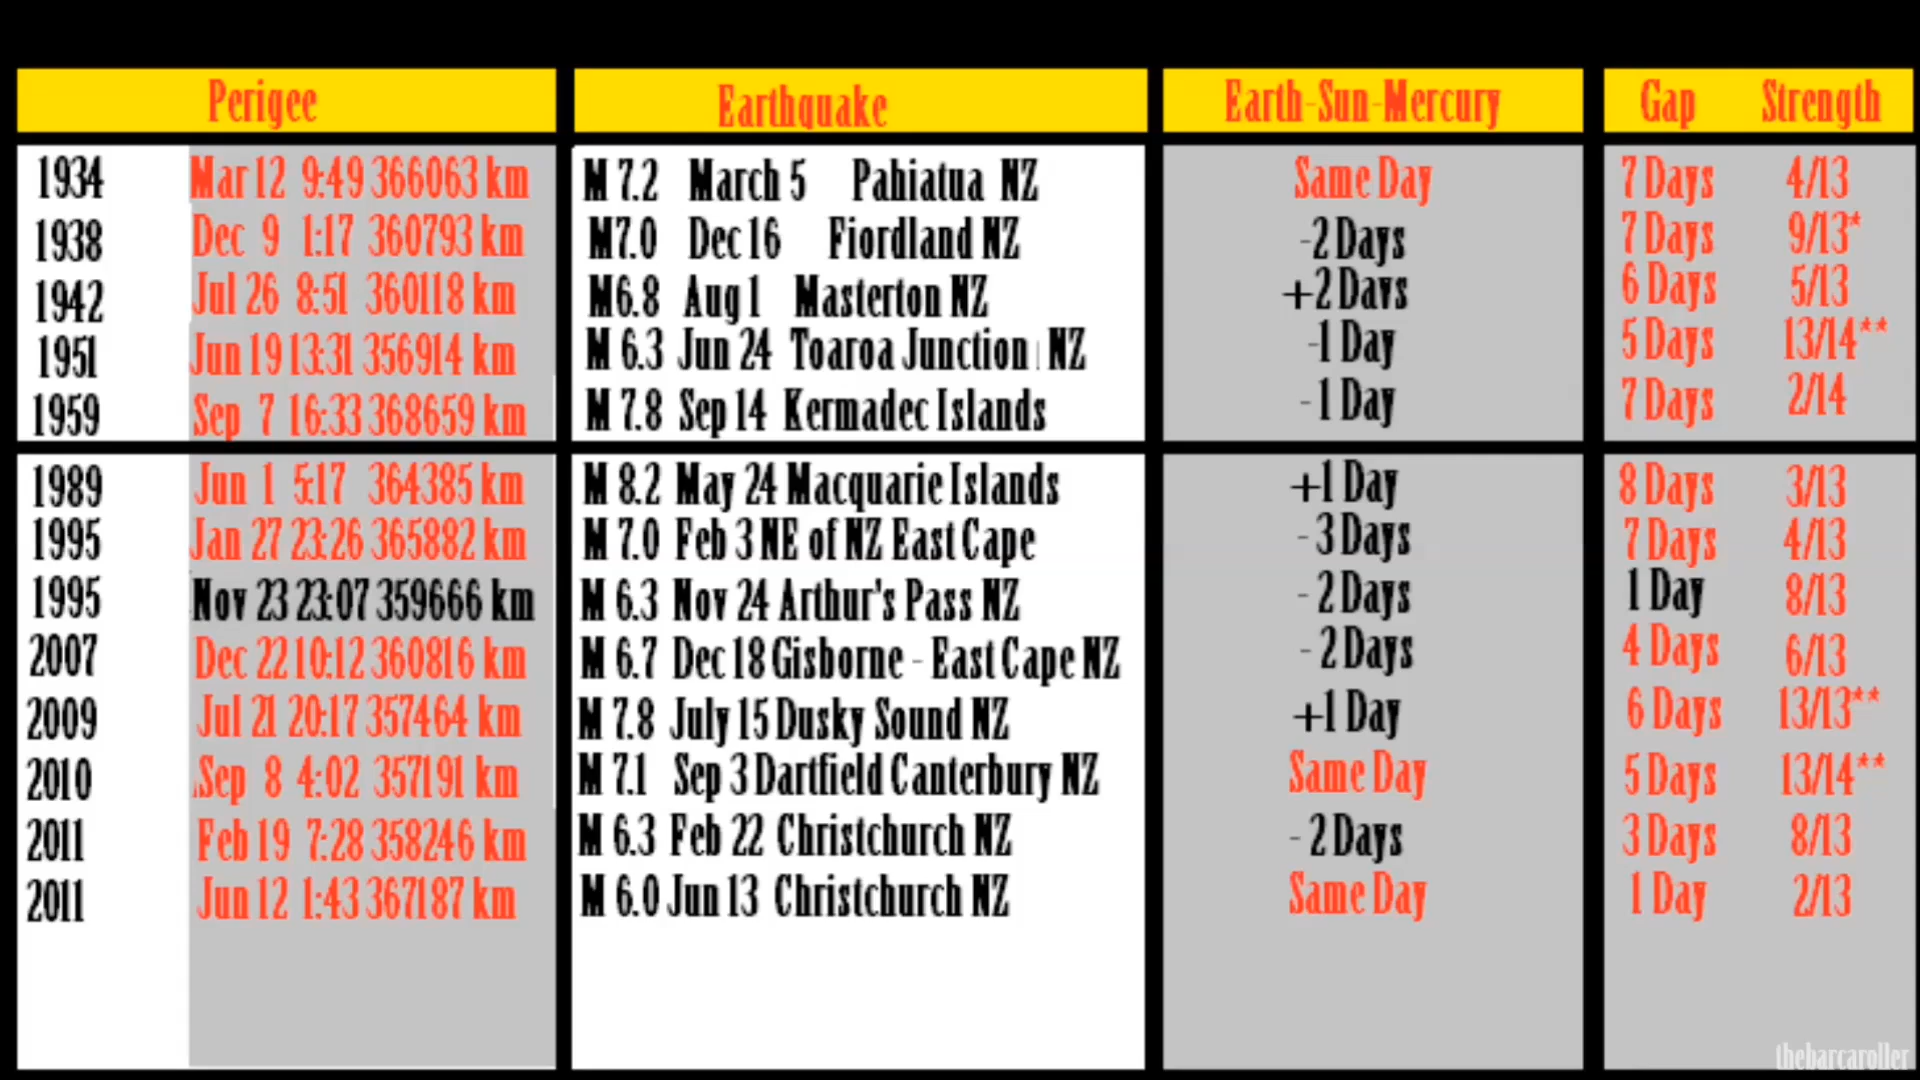 Perigee Earthquake Earth-Sun-Mercury Gap Strength
1934 Mar 12 9:49 366063 km M 7.2 March 5 Pahiatua NZ Same Day 7 Days 4/13
1938 Dec 9 1:17 360793 km M7.0 Dec 16 Fiordland NZ -2 Days 7 Days 9/13*
1942 Jul 26 8:51 360118 km M6.8 Aug 1 Masterton NZ +2 Days 6 Days 5/13
1951 Jun 19 13:31 356914 km M 6.3 Jun 24 Toaroa Junction NZ -1 Day 5 Days 13/14**
1959 Sep 7 16:33 368659 km M 7.8 Sep 14 Kermadec Islands -1 Day 7 Days 2/14
1989 Jun 1 5:17 364385 km M 8.2 May 24 Macquarie Islands +1 Day 8 Days 3/13
1995 Jan 27 23:26 365882 km M 7.0 Feb 3 NE of NZ East Cape -3 Days 7 Days 4/13
1995 Nov 23 23:07 359666 km M 6.3 Nov 24 Arthur's Pass NZ -2 Days 1 Day 8/13
2007 Dec 22 10:12 360816 km M 6.7 Dec 18 Gisborne - East Cape NZ -2 Days 4 Days 6/13
2009 Jul 21 20:17 357464 km M 7.8 July 15 Dusky Sound NZ +1 Day 6 Days 13/13**
2010 Sep 8 4:02 357191 km M 7.1 Sep 3 Dartfield Canterbury NZ Same Day 5 Days 13/14**
2011 Feb 19 7:28 358246 km M 6.3 Feb 22 Christchurch NZ -2 Days 3 Days 8/13
2011 Jun 12 1:43 367187 km M 6.0 Jun 13 Christchurch NZ Same Day 1 Day 2/13
thebarcaroller